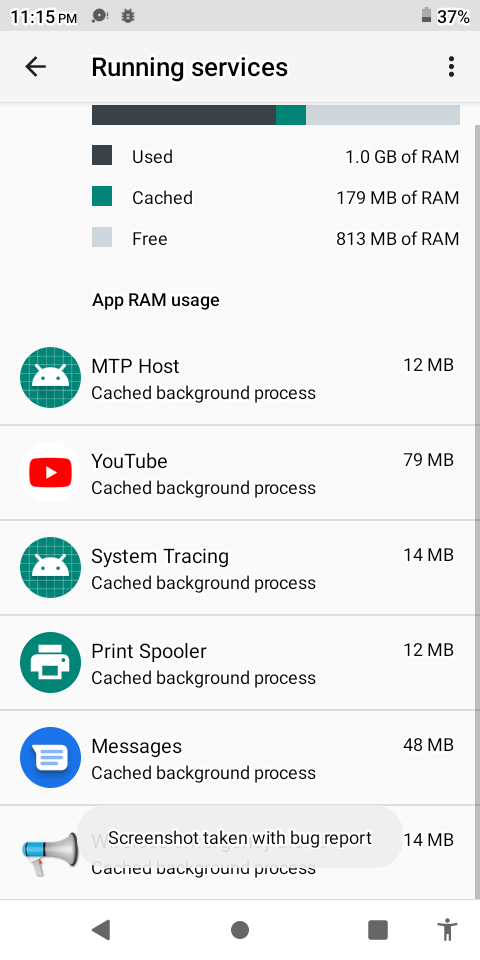 11:15 PM
37%
Running services
Used 1.0 GB of RAM
Cached 179 MB of RAM
Free 813 MB of RAM
App RAM usage
MTP Host 12 MB
Cached background process
YouTube 79 MB
Cached background process
System Tracing 14 MB
Cached background process
Print Spooler 12 MB
Cached background process
Messages 48 MB
Cached background process
14 MB
Screenshot taken with bug report
Cached background process